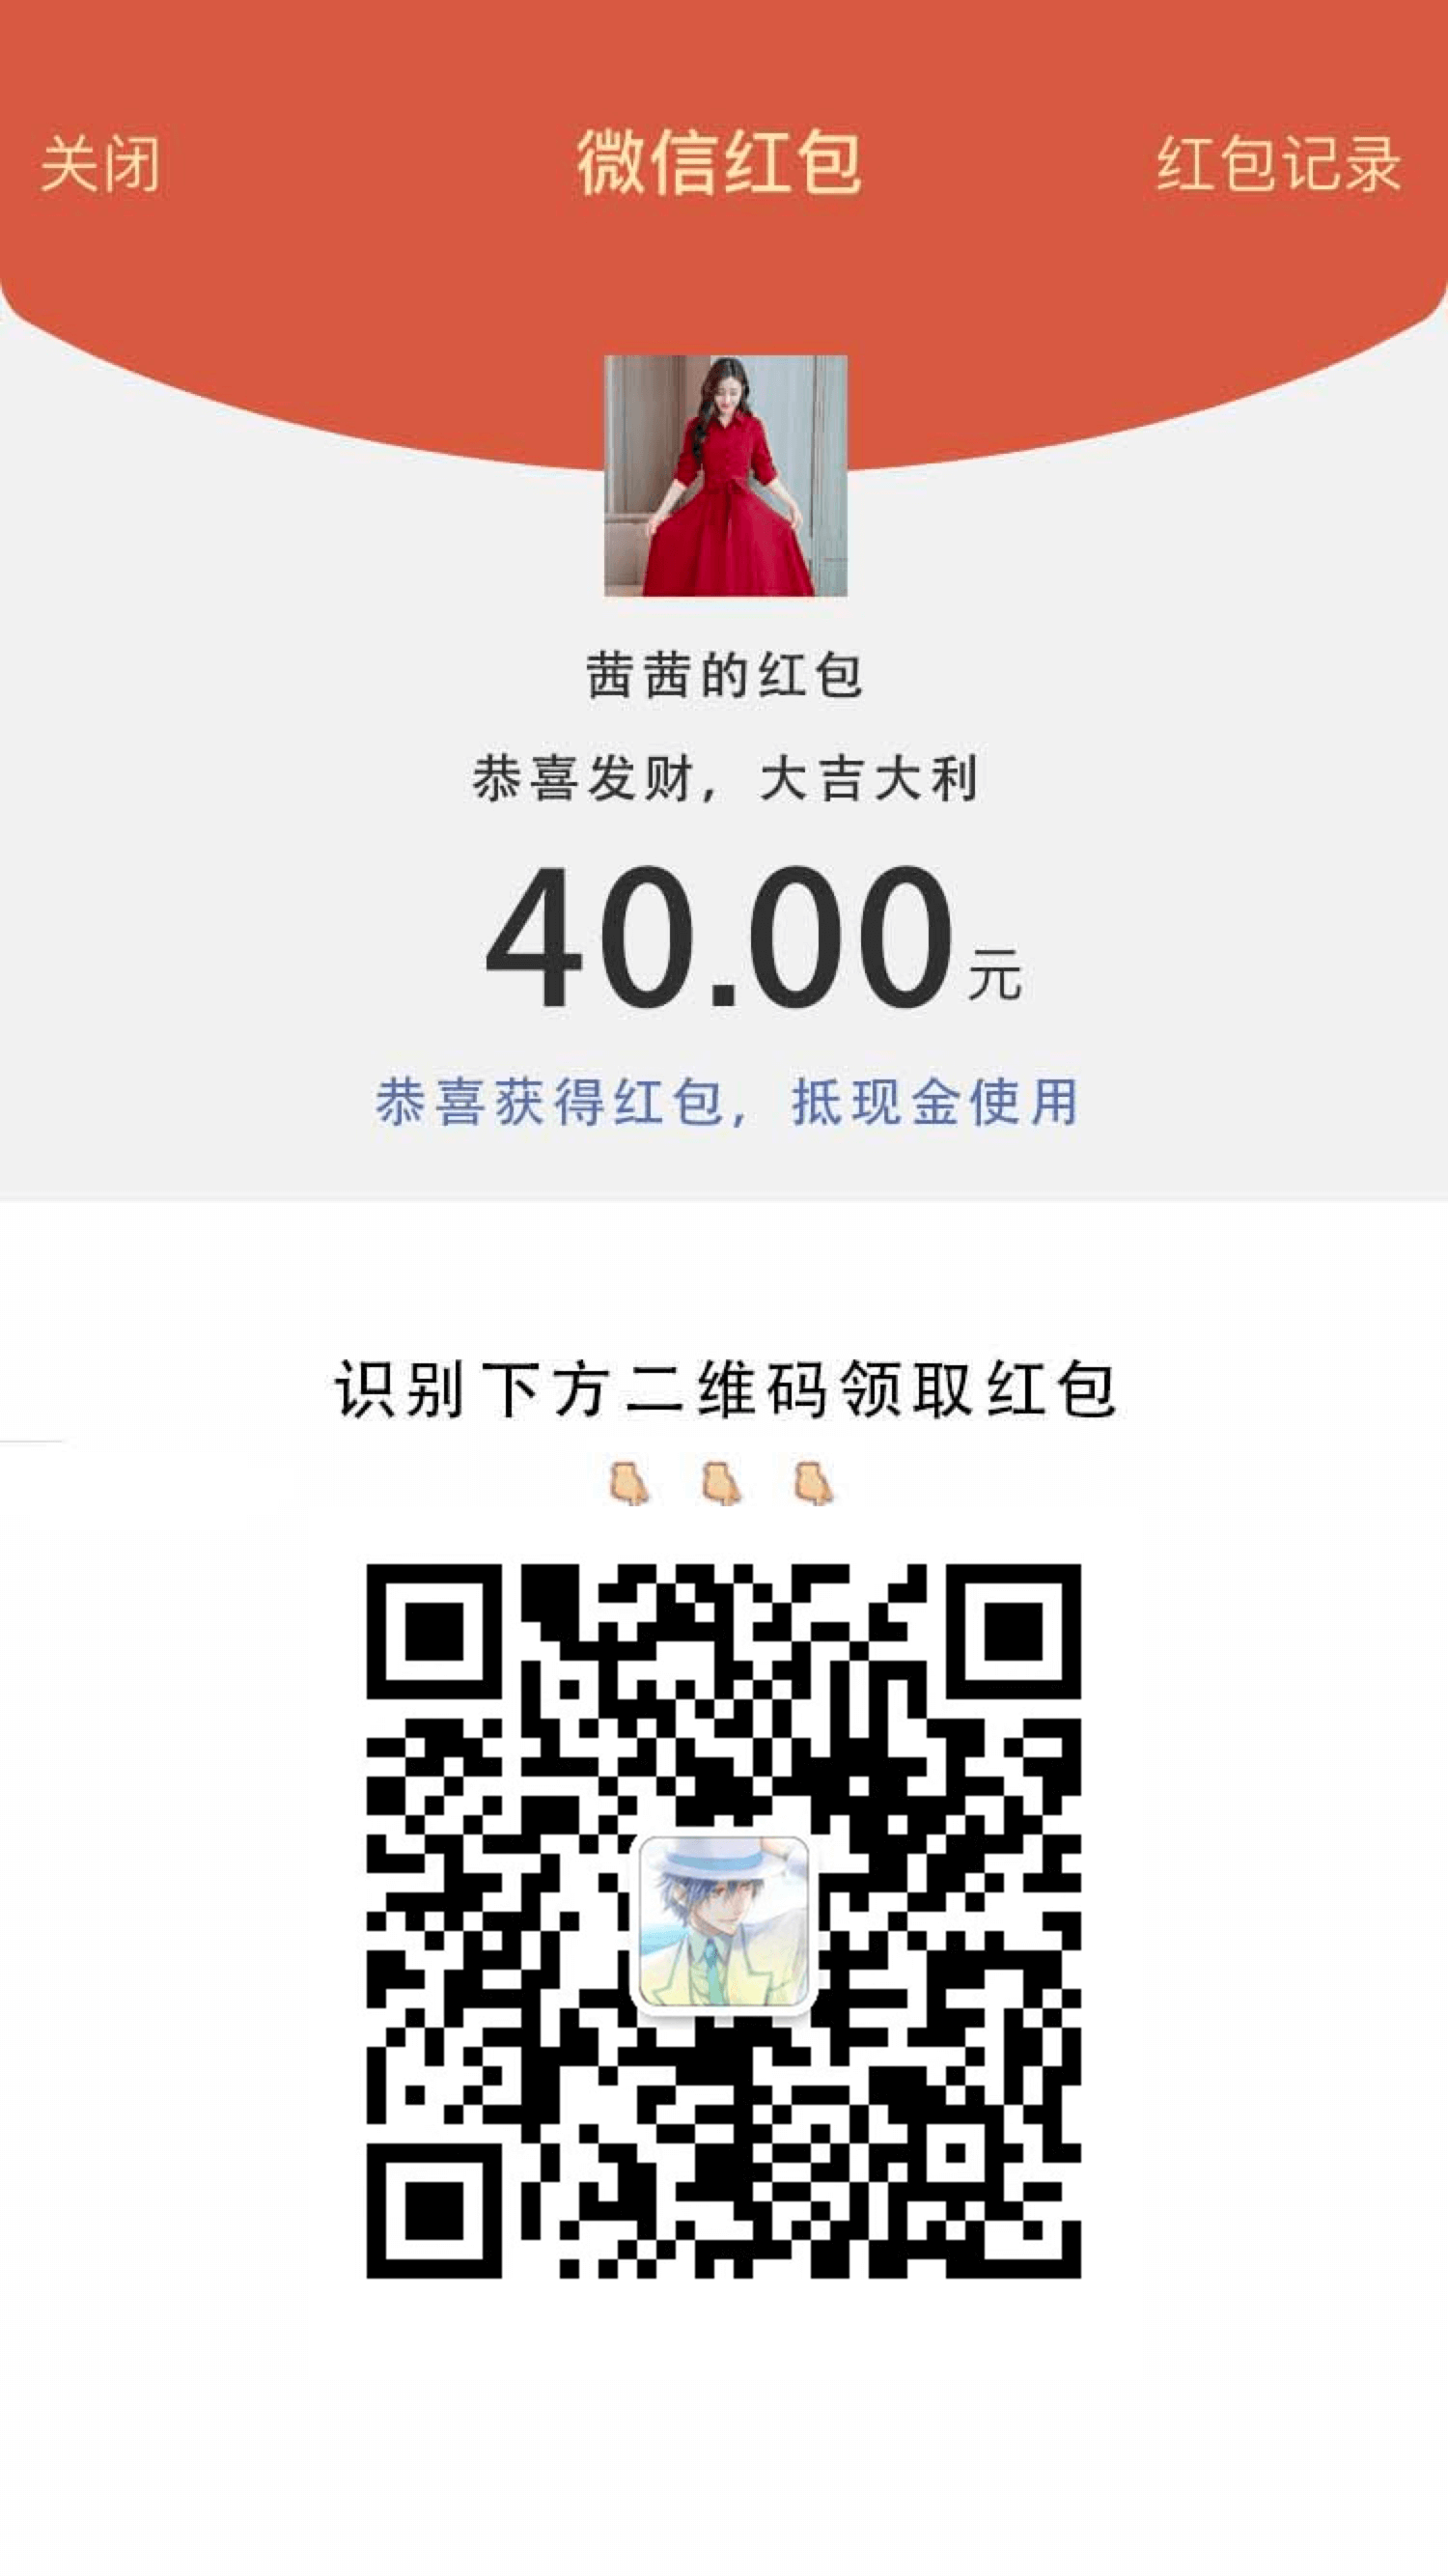 关闭 微信红包 红包记录
茜茜的红包
恭喜发财，大吉大利
40.00元
恭喜获得红包，抵现金使用
识别下方二维码领取红包